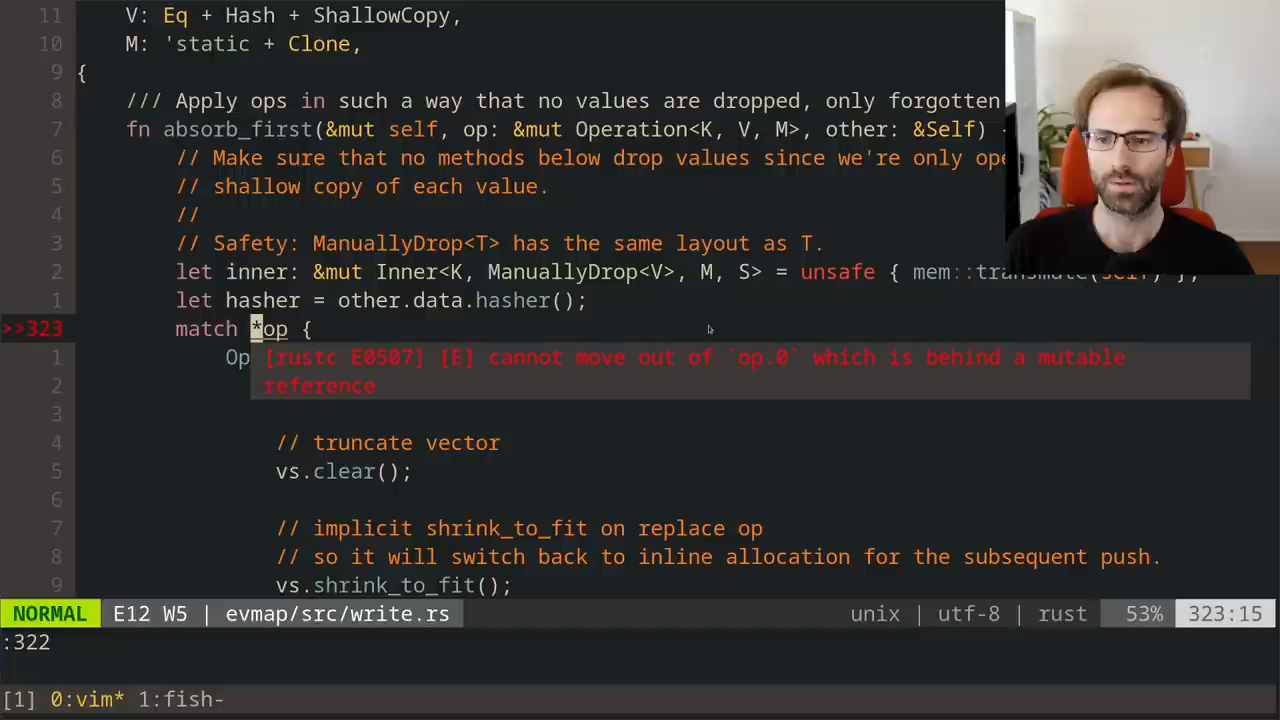 11 V: Eq + Hash + ShallowCopy,
10 M: 'static + Clone,
9 {
8 /// Apply ops in such a way that no values are dropped, only forgotten
7 fn absorb_first(&mut self, op: &mut Operation<K, V, M>, other: &Self)
6 // Make sure that no methods below drop values since we're only
5 // shallow copy of each value.
4 //
3 // Safety: ManuallyDrop<T> has the same layout as T.
2 let inner: &mut Inner<K, ManuallyDrop<V>, M, S> = unsafe { mem::transmute(self) };
1 let hasher = other.data.hasher();
>>323 match *op {
1 Op [rustc E0507] [E] cannot move out of `op.0` which is behind a mutable
2 reference
3
4 // truncate vector
5 vs.clear();
6
7 // implicit shrink_to_fit on replace op
8 // so it will switch back to inline allocation for the subsequent push.
9 vs.shrink_to_fit();
NORMAL E12 W5 | evmap/src/write.rs unix | utf-8 | rust 53% 323:15
:322
[1] 0:vim* 1:fish-